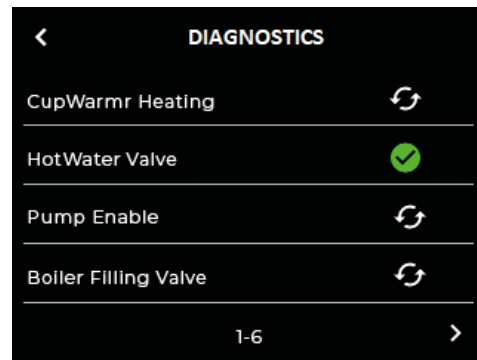 DIAGNOSTICS
CupWarmr Heating
HotWater Valve
Pump Enable
Boiler Filling Valve
1-6